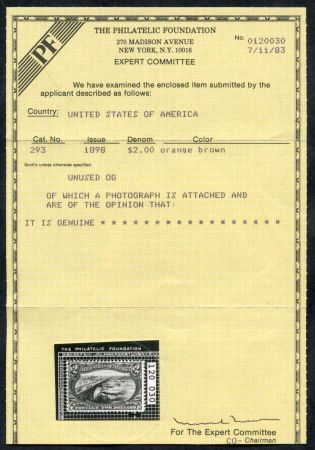 PF
THE PHILATELIC FOUNDATION
270 MADISON AVENUE
NEW YORK, N.Y. 10016
EXPERT COMMITTEE
No. 0120030
7/11/83
We have examined the enclosed item submitted by the
applicant described as follows:
Country: UNITED STATES OF AMERICA
Cat. No. Issue Denom Color
293 1898 $2.00 orange brown
Scott's unless otherwise specified.
UNUSED OG
OF WHICH A PHOTOGRAPH IS ATTACHED AND
ARE OF THE OPINION THAT:
IT IS GENUINE * * * * * * * * * * * * * * * * *
THE PHILATELIC FOUNDATION
2 2
120 030
For The Expert Committee
CO- Chairman